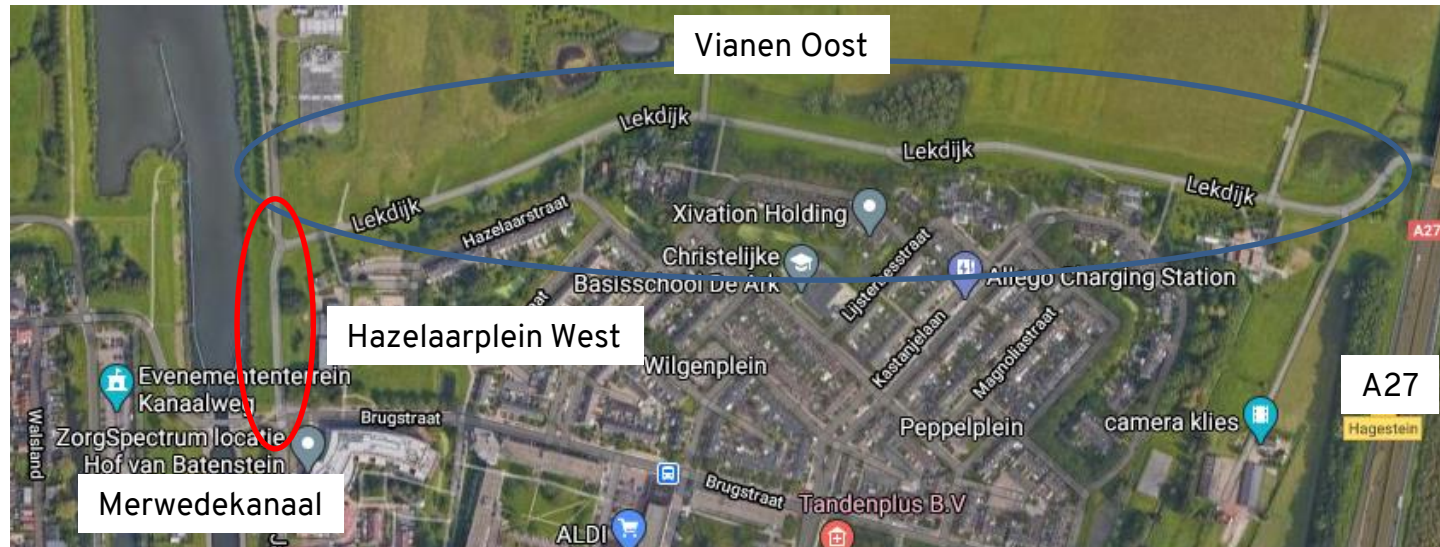 Vianen Oost
Lekdijk
Lekdijk
Lekdijk
Lekdijk
A27
Hazelaarstraat
Xivation Holding
Christelijke
Basisschool De Ark
Lijsterbesstraat
Allego Charging Station
Hazelaarplein West
Wilgenplein
Kastanjelaan
Magnoliastraat
Evenemententerrein
Kanaalweg
Walsland
Brugstraat
Peppelplein
camera klies
A27
Hagestein
ZorgSpectrum locatie
Hof van Batenstein
Merwedekanaal
Brugstraat
Tandenplus B.V
ALDI